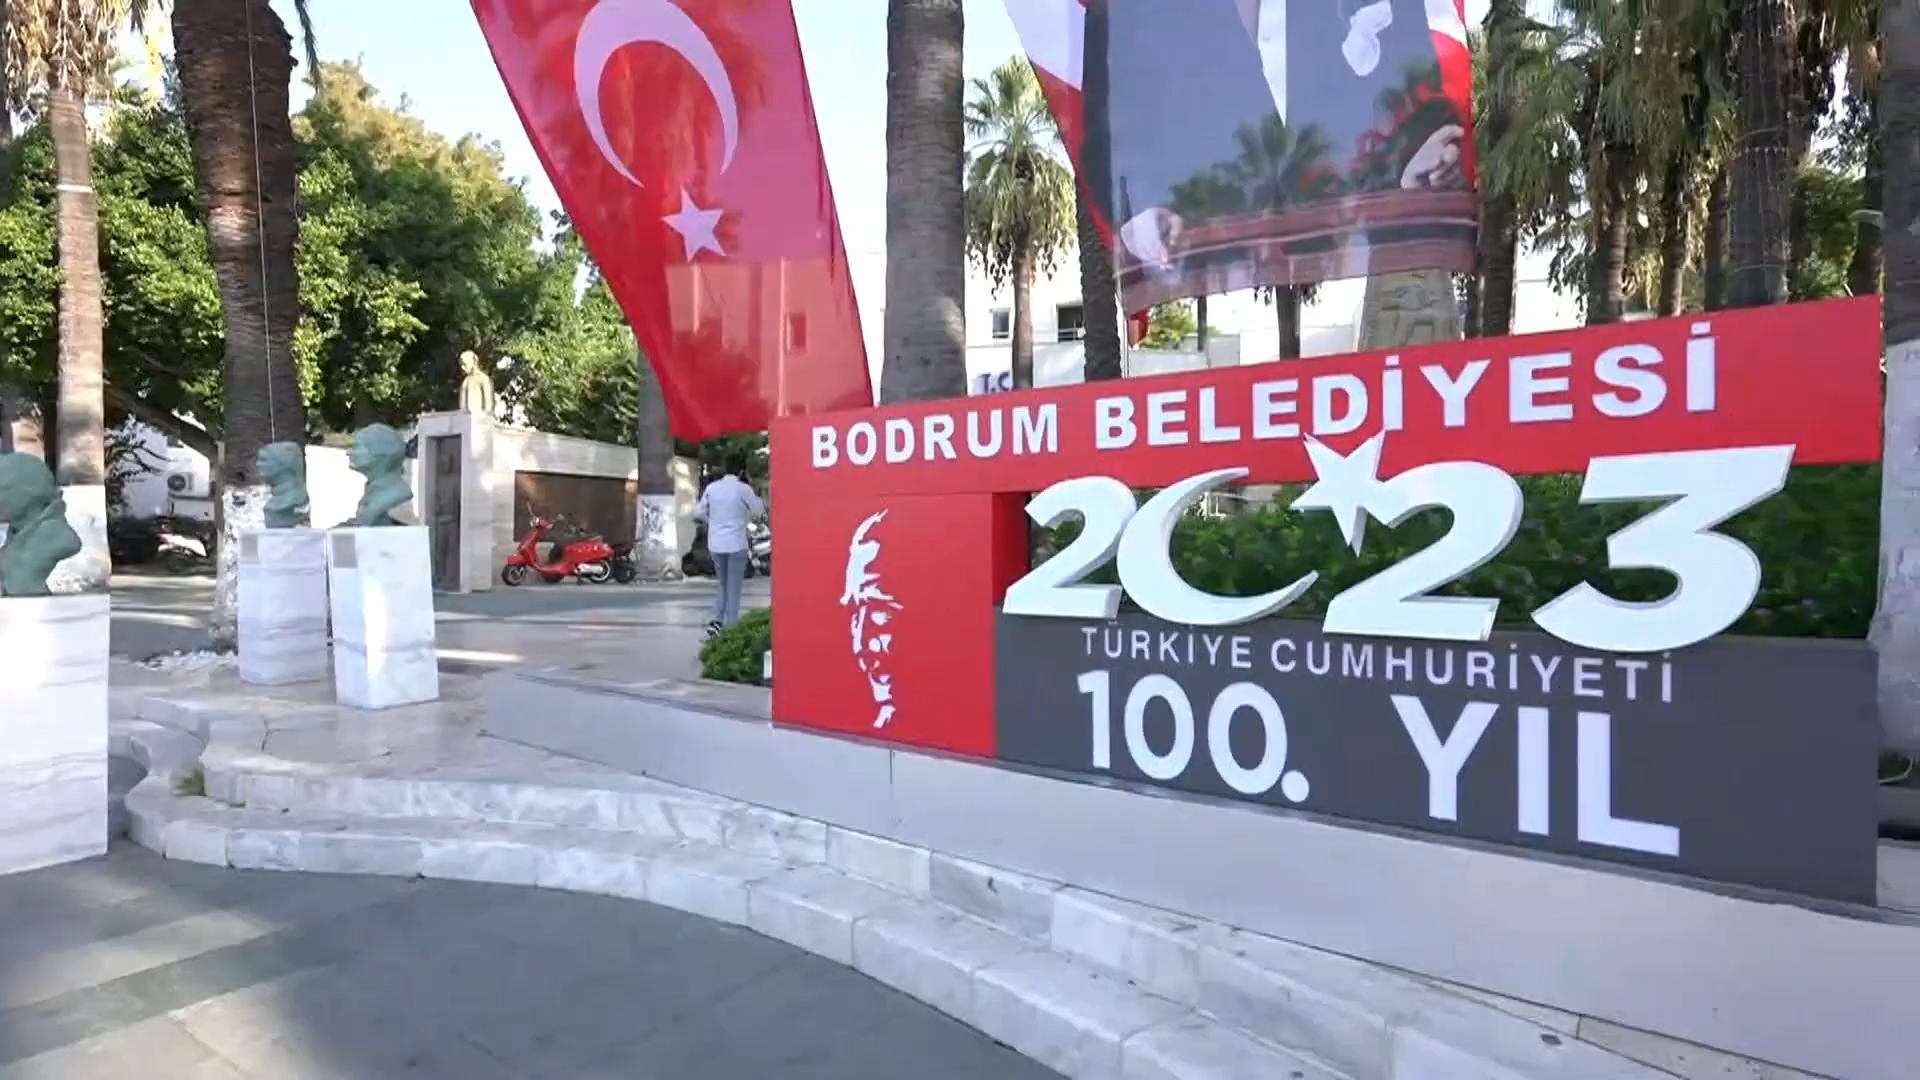 T.C.
BODRUM BELEDİYESİ
2023
TÜRKİYE CUMHURİYETİ
100. YIL